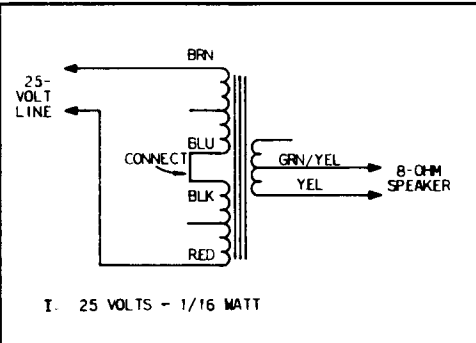 BRN
25-
VOLT
LINE
BLU
CONNECT
GRN/YEL
8-OHM
SPEAKER
YEL
BLK
RED
I. 25 VOLTS - 1/16 WATT